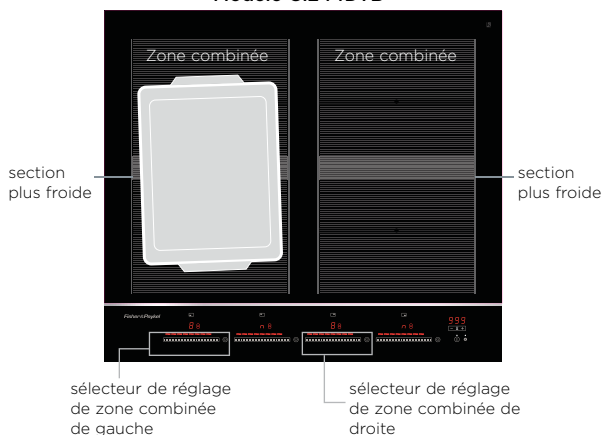 Zone combinée
Zone combinée
section
plus froide
section
plus froide
Fisher&Paykel
999
sélecteur de réglage
de zone combinée
de gauche
sélecteur de réglage
de zone combinée de
droite